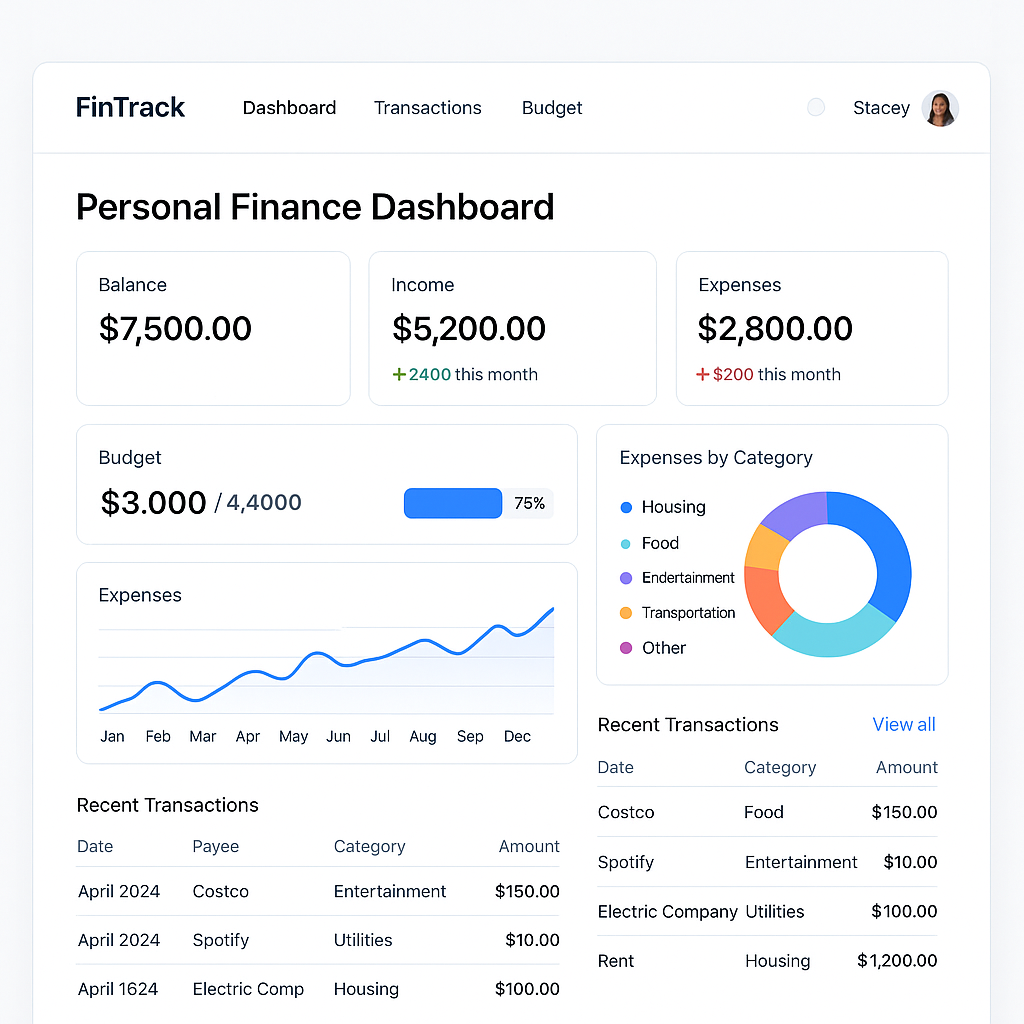 FinTrack Dashboard Transactions Budget Stacey
Personal Finance Dashboard
Balance
$7,500.00
Income
$5,200.00
+2400 this month
Expenses
$2,800.00
+$200 this month
Budget
$3.000 / 4,4000
75%
Expenses
Jan Feb Mar Apr May Jun Jul Aug Sep Dec
Expenses by Category
Housing
Food
Endertainment
Transportation
Other
Recent Transactions
Date Payee Category Amount
April 2024 Costco Entertainment $150.00
April 2024 Spotify Utilities $10.00
April 1624 Electric Comp Housing $100.00
Recent Transactions View all
Date Category Amount
Costco Food $150.00
Spotify Entertainment $10.00
Electric Company Utilities $100.00
Rent Housing $1,200.00